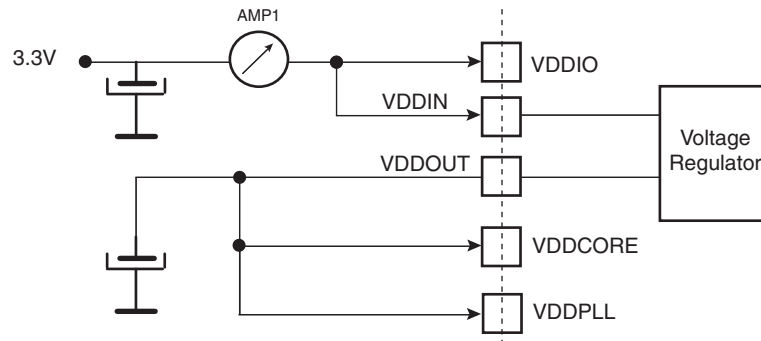 AMP1
3.3V
VDDIO
VDDIN
Voltage
Regulator
VDDOUT
VDDCORE
VDDPLL